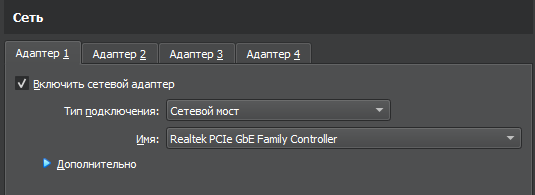 Сеть
Адаптер 1 Адаптер 2 Адаптер 3 Адаптер 4
Включить сетевой адаптер
Тип подключения: Сетевой мост
Имя: Realtek PCIe GbE Family Controller
Дополнительно